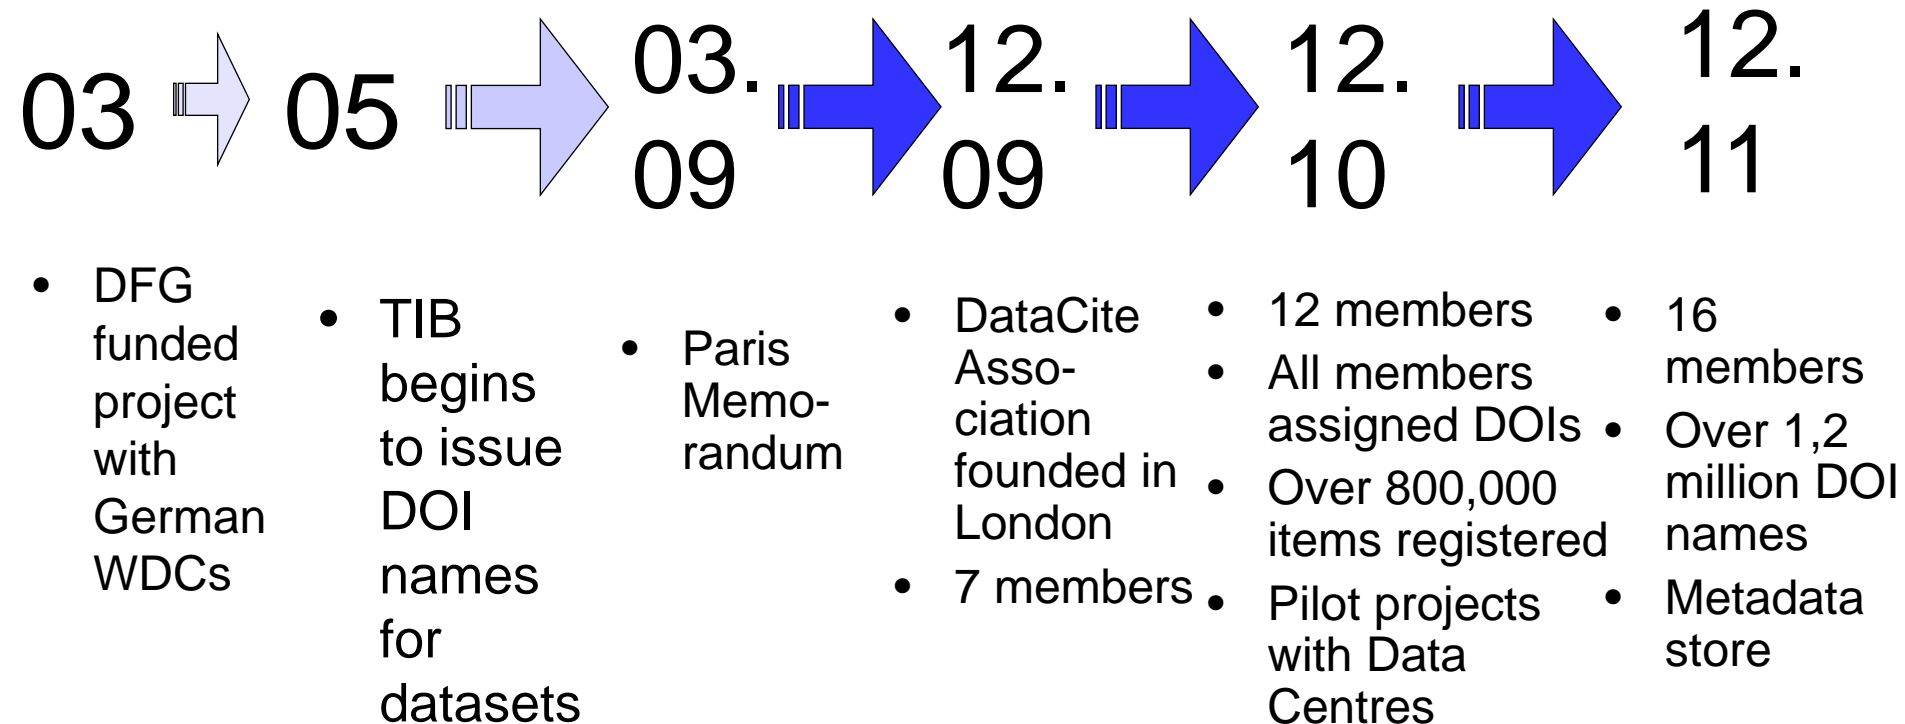 03
05
03.
09
12.
09
12.
10
12.
11
• DFG
funded
project
with
German
WDCs
• TIB
begins
to issue
DOI
names
for
datasets
• Paris
Memo-
randum
• DataCite
Asso-
ciation
founded in
London
• 7 members
• 12 members
• All members
assigned DOIs
• Over 800,000
items registered
• Pilot projects
with Data
Centres
• 16
members
• Over 1,2
million DOI
names
• Metadata
store